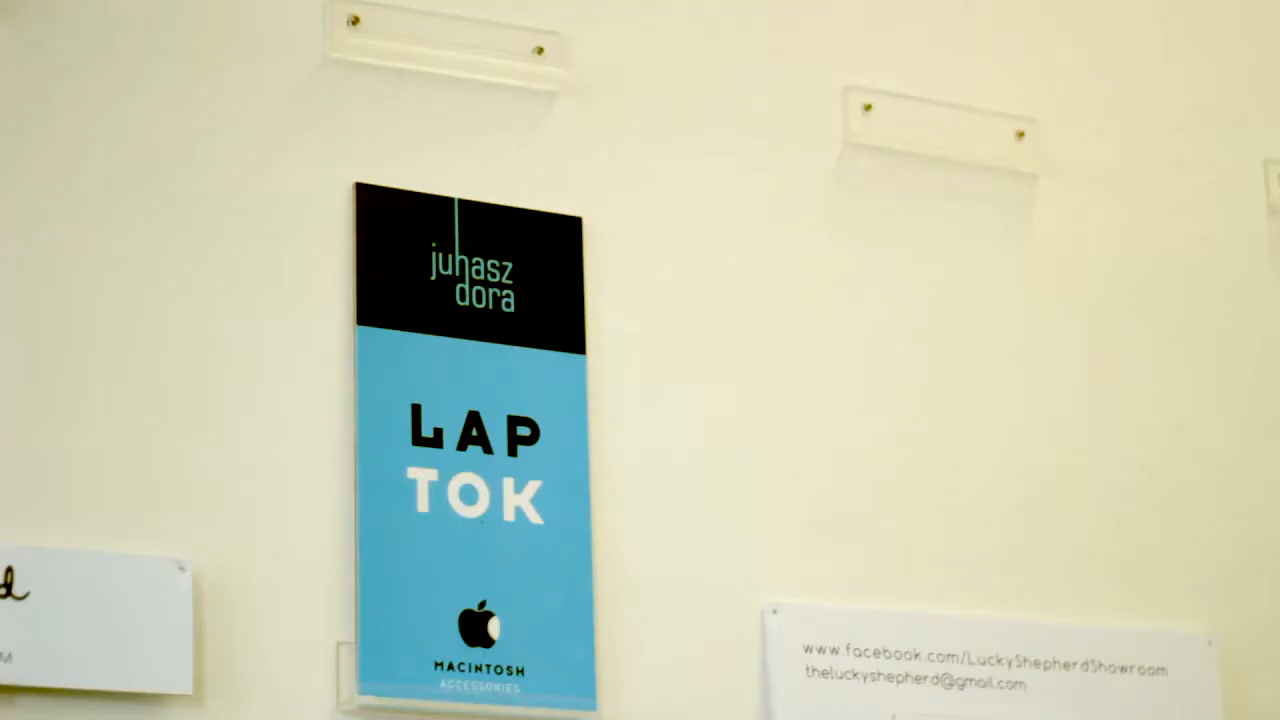 juhasz
dora
LAP
TOK
MACINTOSH
ACCESSORIES
www.facebook.com/LuckyShepherdShowroom
theluckyshepherd@gmail.com